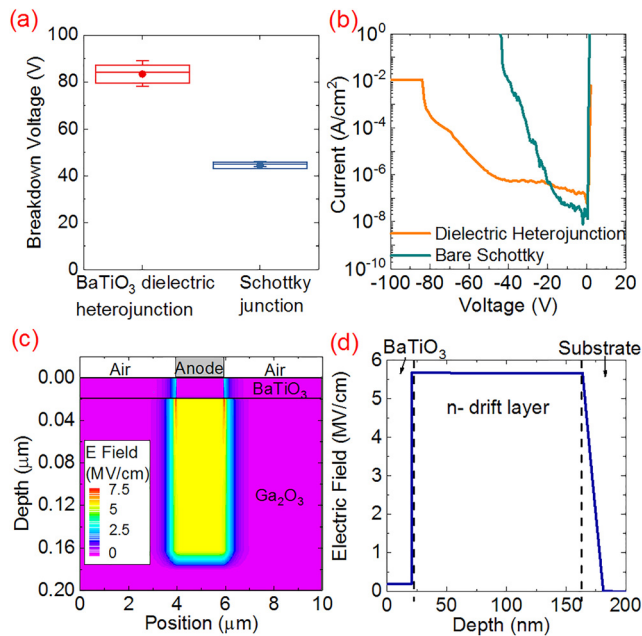 (a)
Breakdown Voltage (V)
100
80
60
40
20
0
BaTiO3 dielectric
heterojunction
Schottky
junction
(b)
Current (A/cm2)
10^0
10^-2
10^-4
10^-6
10^-8
10^-10
Dielectric Heterojunction
Bare Schottky
-100 -80 -60 -40 -20 0 20
Voltage (V)
(c)
Air Anode Air
BaTiO3
Depth (μm)
0.00
0.04
0.08
0.12
0.16
0.20
E Field
(MV/cm)
7.5
5
2.5
0
Ga2O3
0 2 4 6 8 10
Position (μm)
(d)
BaTiO3 Substrate
n- drift layer
Electric Field (MV/cm)
6
5
4
3
2
1
0
0 50 100 150 200
Depth (nm)